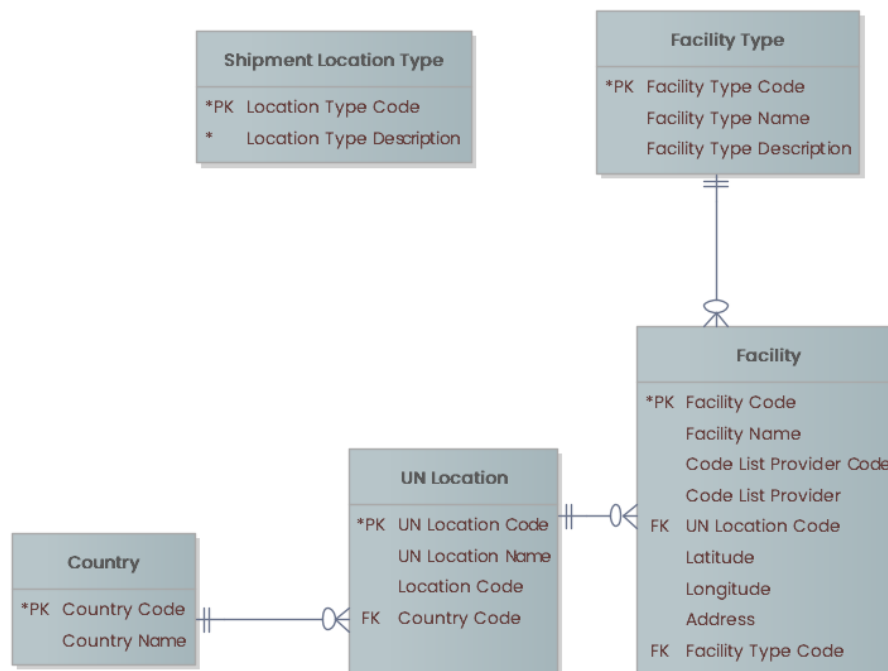 Shipment Location Type
*PK Location Type Code
* Location Type Description
Facility Type
*PK Facility Type Code
Facility Type Name
Facility Type Description
Facility
*PK Facility Code
Facility Name
Code List Provider Code
Code List Provider
FK UN Location Code
Latitude
Longitude
Address
FK Facility Type Code
UN Location
*PK UN Location Code
UN Location Name
Location Code
FK Country Code
Country
*PK Country Code
Country Name